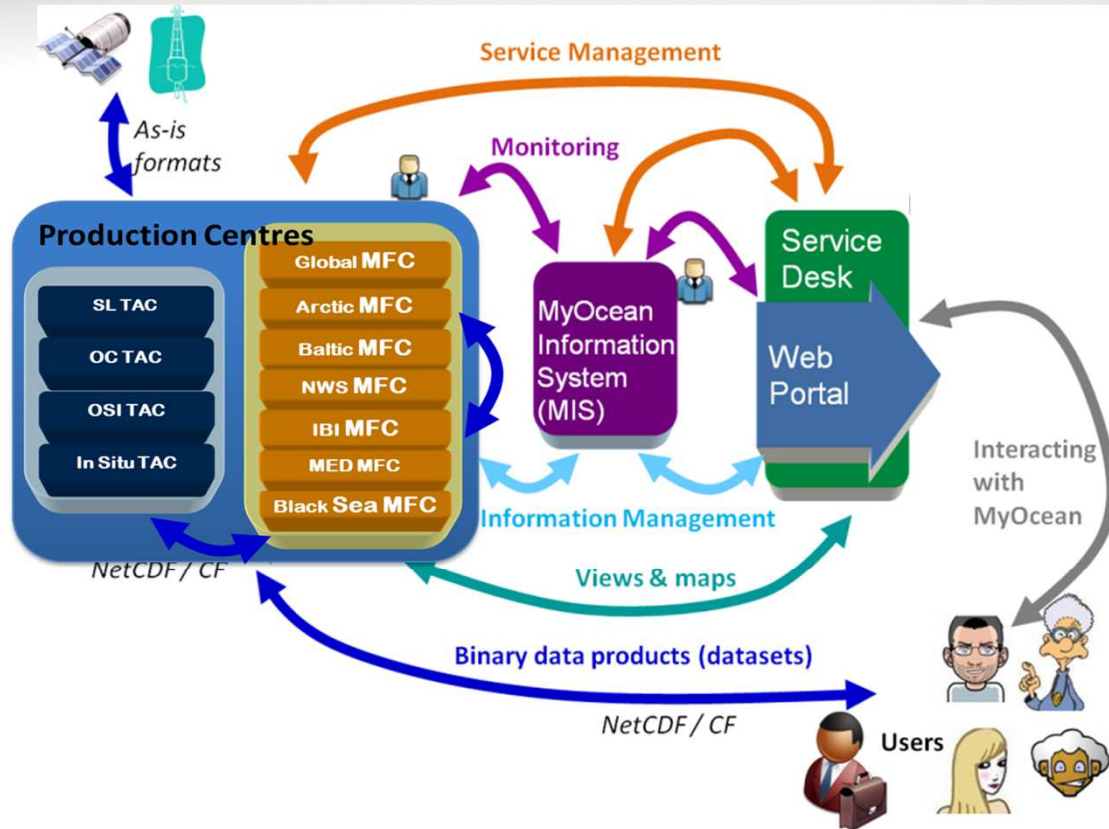 Service Management
As-is
formats
Monitoring
Production Centres
SL TAC
OC TAC
OSI TAC
In Situ TAC
Global MFC
Arctic MFC
Baltic MFC
NWS MFC
IBI MFC
MED MFC
Black Sea MFC
MyOcean
Information
System
(MIS)
Service
Desk
Web
Portal
Interacting
with
MyOcean
Information Management
NetCDF / CF
Views & maps
Binary data products (datasets)
NetCDF / CF
Users